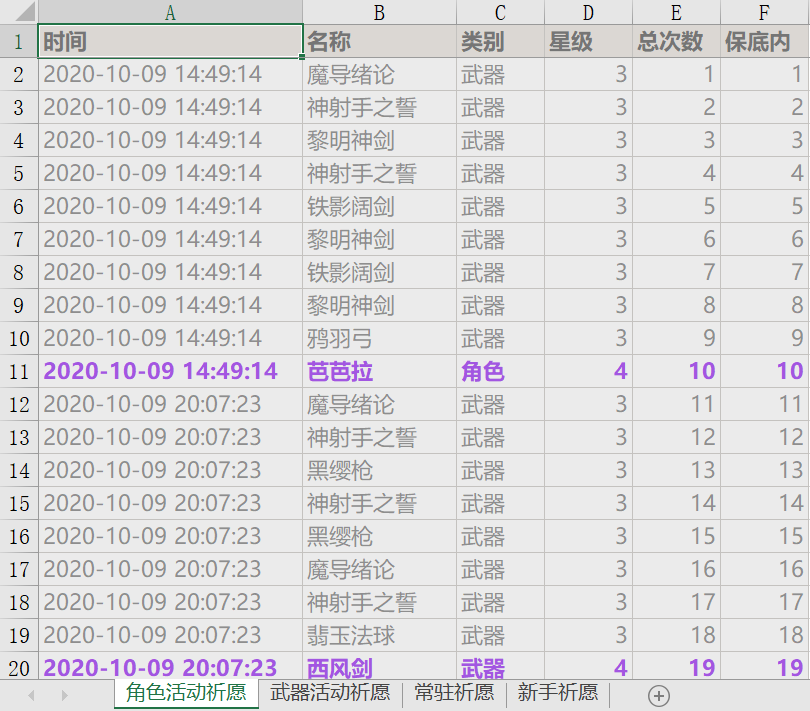 A B C D E F
1 时间 名称 类别 星级 总次数 保底内
2 2020-10-09 14:49:14 魔导绪论 武器 3 1 1
3 2020-10-09 14:49:14 神射手之誓 武器 3 2 2
4 2020-10-09 14:49:14 黎明神剑 武器 3 3 3
5 2020-10-09 14:49:14 神射手之誓 武器 3 4 4
6 2020-10-09 14:49:14 铁影阔剑 武器 3 5 5
7 2020-10-09 14:49:14 黎明神剑 武器 3 6 6
8 2020-10-09 14:49:14 铁影阔剑 武器 3 7 7
9 2020-10-09 14:49:14 黎明神剑 武器 3 8 8
10 2020-10-09 14:49:14 鸦羽弓 武器 3 9 9
11 2020-10-09 14:49:14 芭芭拉 角色 4 10 10
12 2020-10-09 20:07:23 魔导绪论 武器 3 11 11
13 2020-10-09 20:07:23 神射手之誓 武器 3 12 12
14 2020-10-09 20:07:23 黑缨枪 武器 3 13 13
15 2020-10-09 20:07:23 神射手之誓 武器 3 14 14
16 2020-10-09 20:07:23 黑缨枪 武器 3 15 15
17 2020-10-09 20:07:23 魔导绪论 武器 3 16 16
18 2020-10-09 20:07:23 神射手之誓 武器 3 17 17
19 2020-10-09 20:07:23 翡玉法球 武器 3 18 18
20 2020-10-09 20:07:23 西风剑 武器 4 19 19
角色活动祈愿 武器活动祈愿 常驻祈愿 新手祈愿